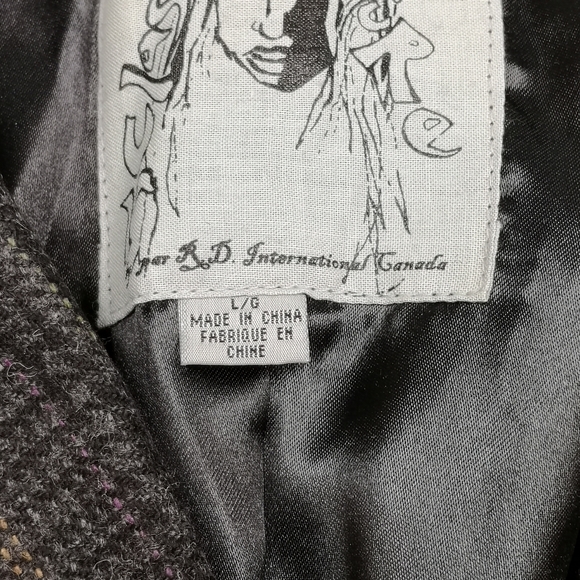 par R.D. International Canada
L/G
MADE IN CHINA
FABRIQUE EN
CHINE